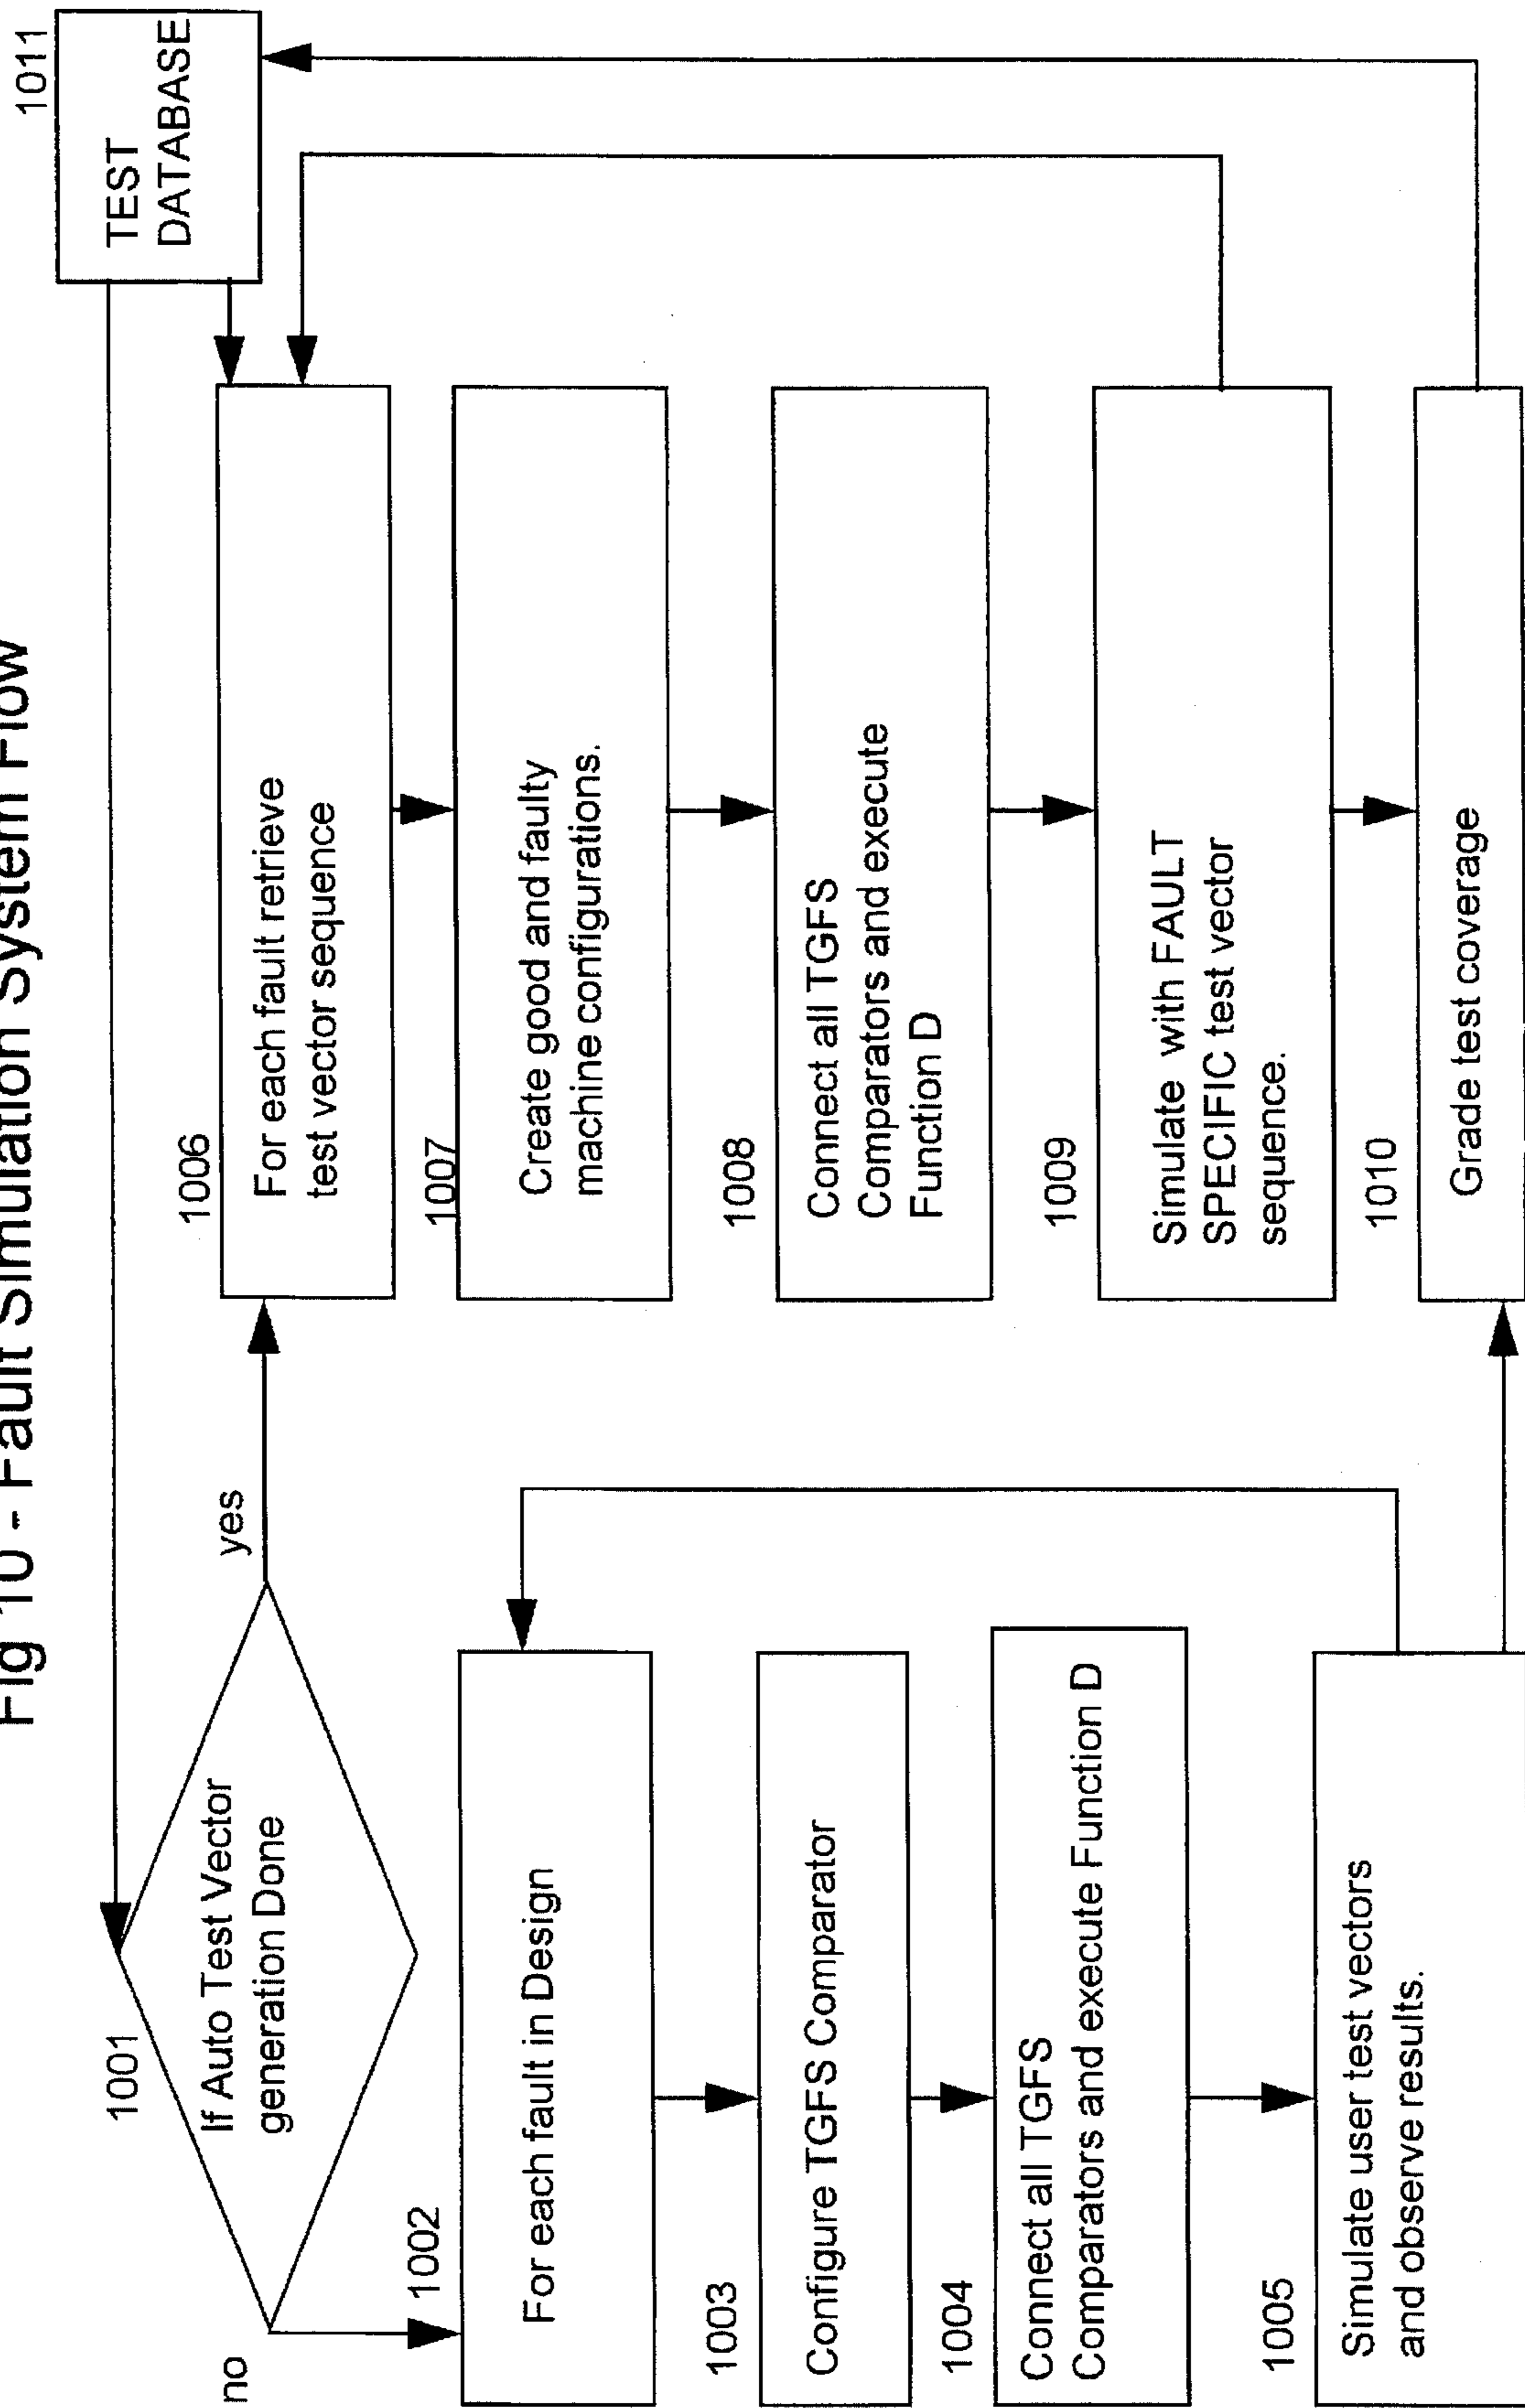 Fig 10 - Fault Simulation System Flow
1011
TEST
DATABASE
1001
If Auto Test Vector
generation Done
no
yes
1002
For each fault in Design
1003
Configure TGFS Comparator
1004
Connect all TGFS
Comparators and execute Function D
1005
Simulate user test vectors
and observe results.
1006
For each fault retrieve
test vector sequence
1007
Create good and faulty
machine configurations.
1008
Connect all TGFS
Comparators and execute
Function D
1009
Simulate with FAULT
SPECIFIC test vector
sequence.
1010
Grade test coverage